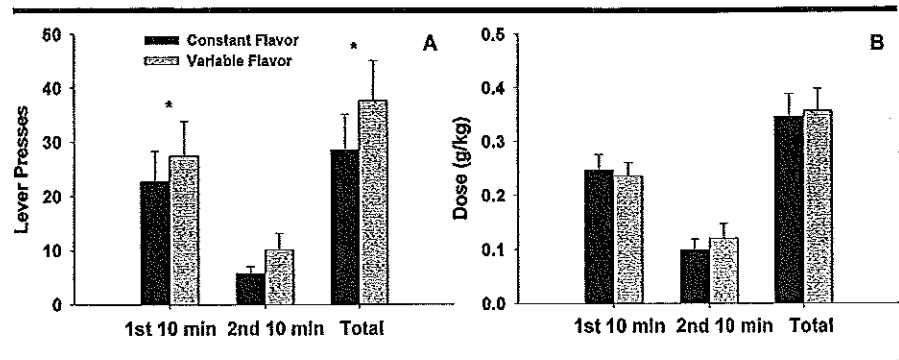 Constant Flavor
Variable Flavor
A
Lever Presses
60
50
40
30
20
10
0
*
*
1st 10 min 2nd 10 min Total
B
Dose (g/kg)
0.5
0.4
0.3
0.2
0.1
0.0
1st 10 min 2nd 10 min Total